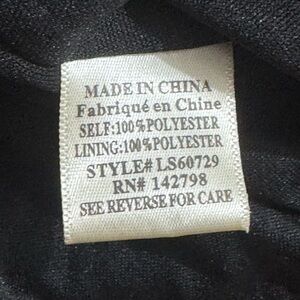 MADE IN CHINA
Fabriqué en Chine
SELF:100%POLYESTER
LINING:100%POLYESTER
STYLE#LS60729
RN# 142798
SEE REVERSE FOR CARE